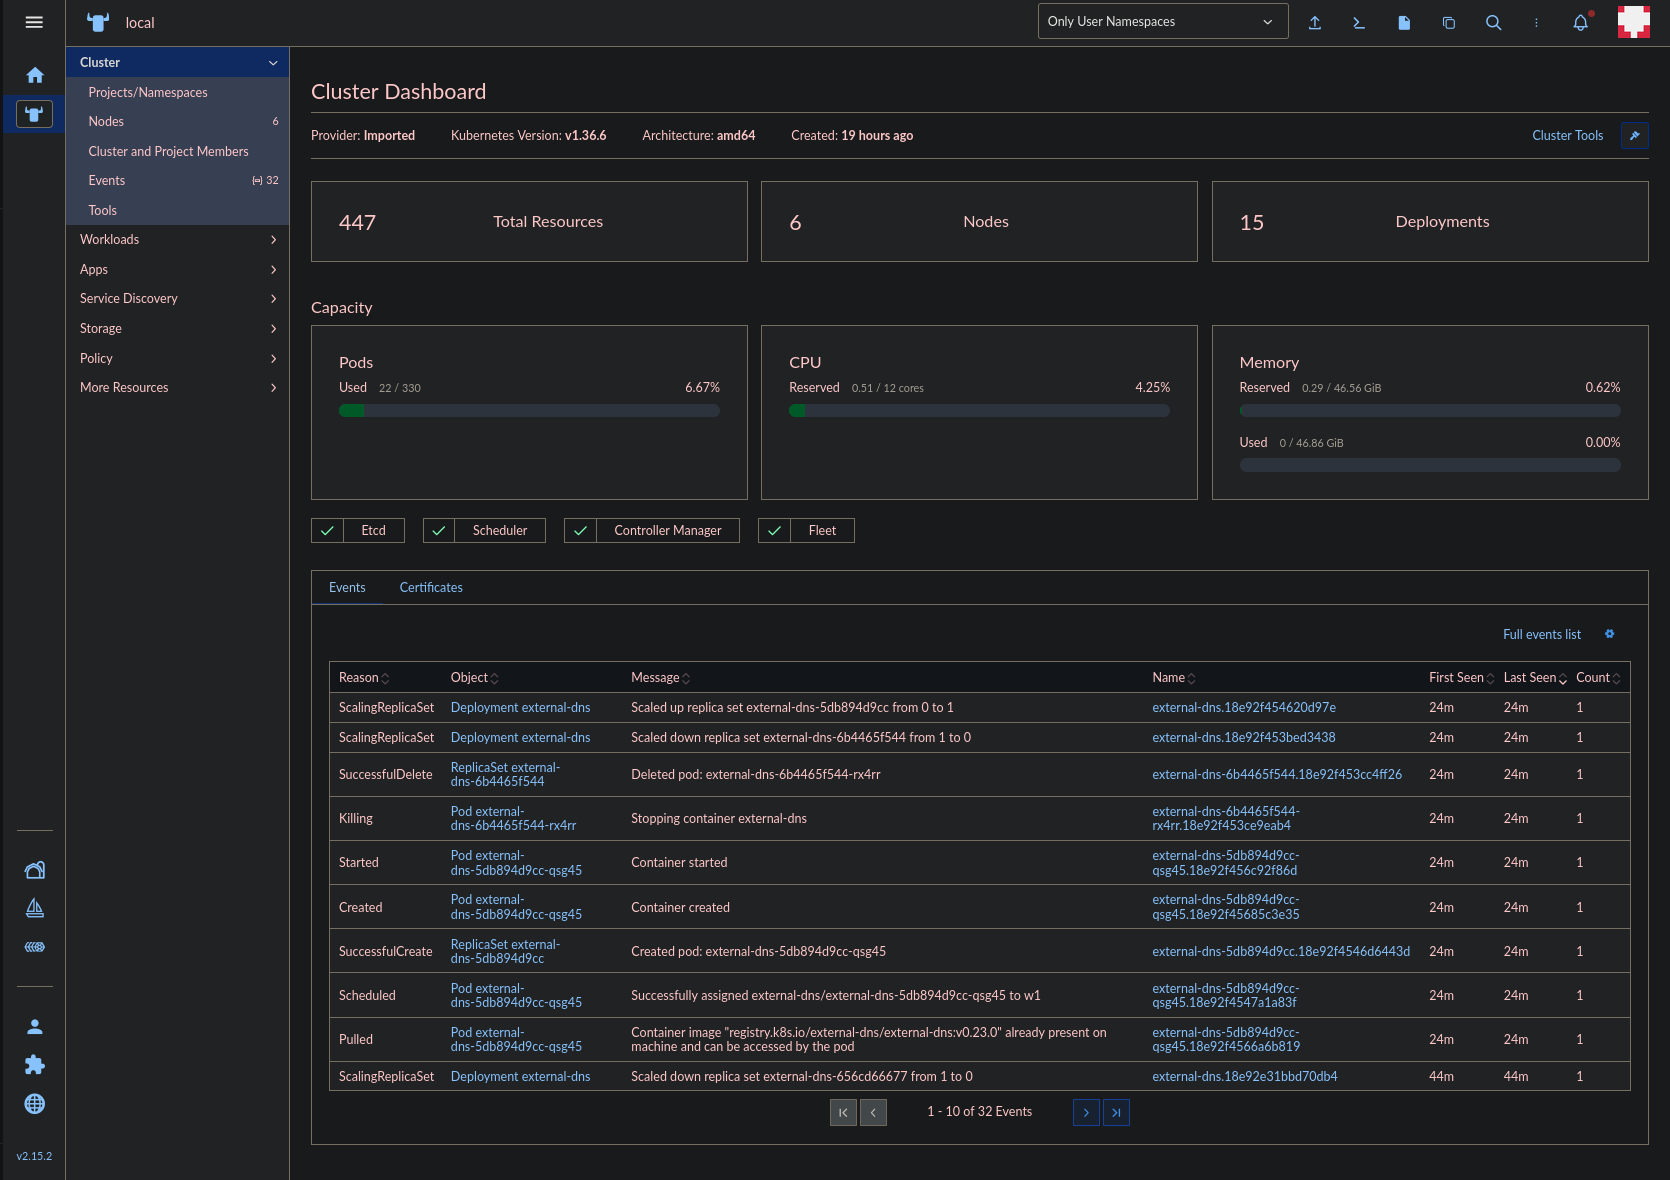 local
Only User Namespaces
Cluster
Projects/Namespaces
Nodes 6
Cluster and Project Members
Events 32
Tools
Workloads
Apps
Service Discovery
Storage
Policy
More Resources
v2.15.2
Cluster Dashboard
Provider: Imported Kubernetes Version: v1.36.6 Architecture: amd64 Created: 19 hours ago Cluster Tools
447 Total Resources
6 Nodes
15 Deployments
Capacity
Pods
Used 22 / 330 6.67%
CPU
Reserved 0.51 / 12 cores 4.25%
Memory
Reserved 0.29 / 46.56 GiB 0.62%
Used 0 / 46.86 GiB 0.00%
Etcd Scheduler Controller Manager Fleet
Events Certificates
Full events list
Reason Object Message Name First Seen Last Seen Count
ScalingReplicaSet Deployment external-dns Scaled up replica set external-dns-5db894d9cc from 0 to 1 external-dns.18e92f454620d97e 24m 24m 1
ScalingReplicaSet Deployment external-dns Scaled down replica set external-dns-6b4465f544 from 1 to 0 external-dns.18e92f453bed3438 24m 24m 1
SuccessfulDelete ReplicaSet external-
dns-6b4465f544 Deleted pod: external-dns-6b4465f544-rx4rr external-dns-6b4465f544.18e92f453cc4ff26 24m 24m 1
Killing Pod external-
dns-6b4465f544-rx4rr Stopping container external-dns external-dns-6b4465f544-
rx4rr.18e92f453ce9eab4 24m 24m 1
Started Pod external-
dns-5db894d9cc-qsg45 Container started external-dns-5db894d9cc-
qsg45.18e92f456c92f86d 24m 24m 1
Created Pod external-
dns-5db894d9cc-qsg45 Container created external-dns-5db894d9cc-
qsg45.18e92f45685c3e35 24m 24m 1
SuccessfulCreate ReplicaSet external-
dns-5db894d9cc Created pod: external-dns-5db894d9cc-qsg45 external-dns-5db894d9cc.18e92f4546d6443d 24m 24m 1
Scheduled Pod external-
dns-5db894d9cc-qsg45 Successfully assigned external-dns/external-dns-5db894d9cc-qsg45 to w1 external-dns-5db894d9cc-
qsg45.18e92f4547a1a83f 24m 24m 1
Pulled Pod external-
dns-5db894d9cc-qsg45 Container image "registry.k8s.io/external-dns/external-dns:v0.23.0" already present on
machine and can be accessed by the pod external-dns-5db894d9cc-
qsg45.18e92f4566a6b819 24m 24m 1
ScalingReplicaSet Deployment external-dns Scaled down replica set external-dns-656cd66677 from 1 to 0 external-dns.18e92e31bbd70db4 44m 44m 1
1 - 10 of 32 Events